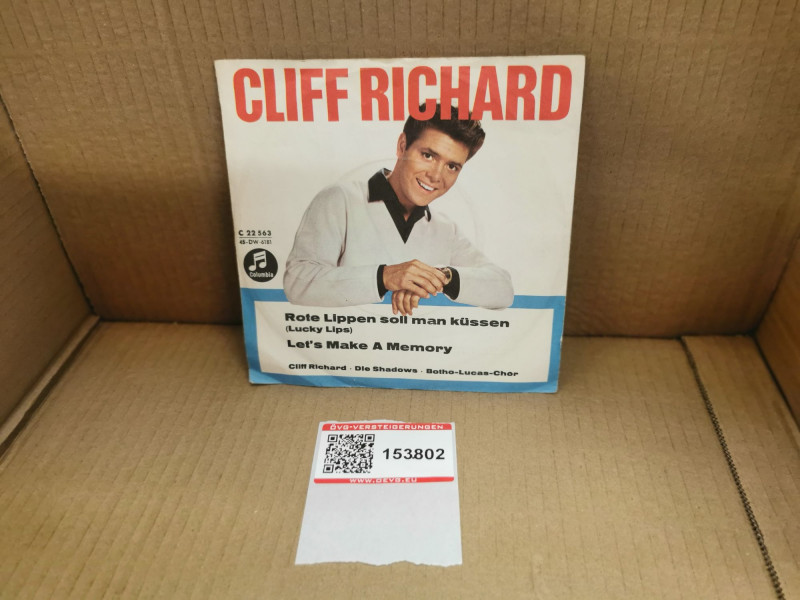 CLIFF RICHARD
C 22 563
45-DW 6181
Columbia
Rote Lippen soll man küssen
(Lucky Lips)
Let's Make A Memory
Cliff Richard · Die Shadows · Botho-Lucas-Chor
ÖVG-VERSTEIGERUNGEN
153802
WWW.OEVG.EU